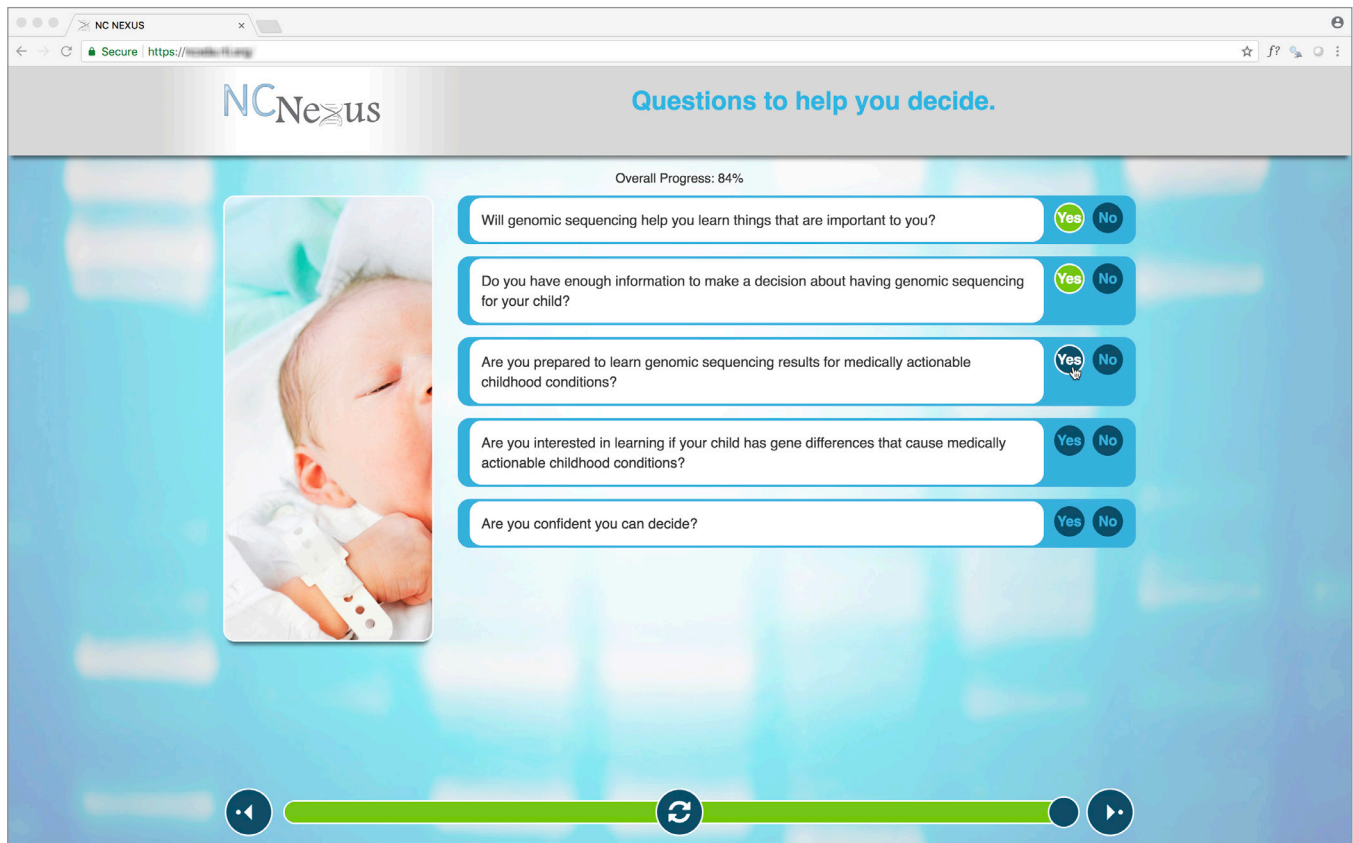 NC NEXUS
Secure https://
f?
NCNexus
Questions to help you decide.
Overall Progress: 84%
Will genomic sequencing help you learn things that are important to you?
Yes No
Do you have enough information to make a decision about having genomic sequencing
for your child?
Yes No
Are you prepared to learn genomic sequencing results for medically actionable
childhood conditions?
Yes No
Are you interested in learning if your child has gene differences that cause medically
actionable childhood conditions?
Yes No
Are you confident you can decide?
Yes No